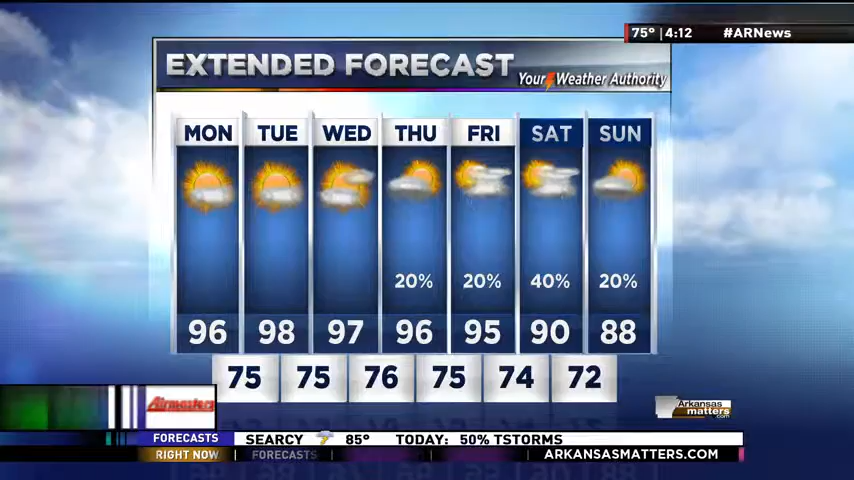 75° 4:12 #ARNews
EXTENDED FORECAST
Your Weather Authority
MON TUE WED THU FRI SAT SUN
20% 20% 40% 20%
96 98 97 96 95 90 88
75 75 76 75 74 72
Airmasters
Arkansas
matters.com
FORECASTS SEARCY 85° TODAY: 50% TSTORMS
RIGHT NOW FORECASTS ARKANSASMATTERS.COM